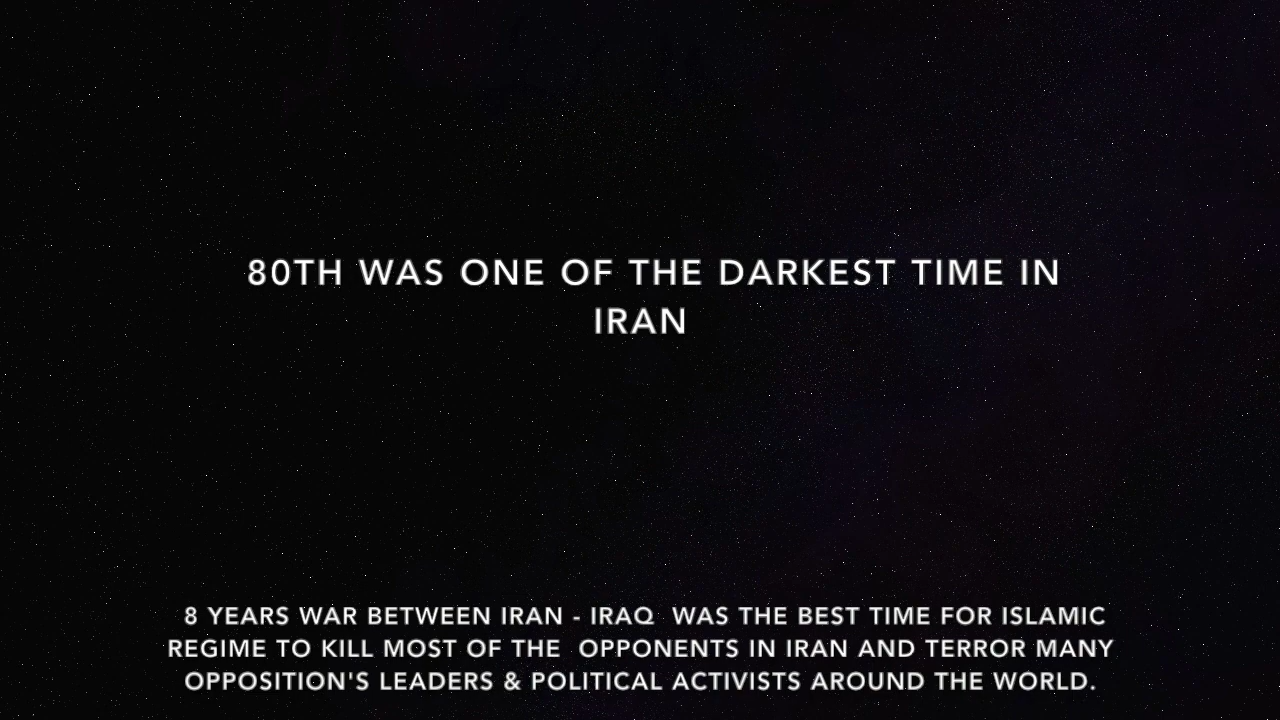 80TH WAS ONE OF THE DARKEST TIME IN
IRAN
8 YEARS WAR BETWEEN IRAN - IRAQ  WAS THE BEST TIME FOR ISLAMIC
REGIME TO KILL MOST OF THE  OPPONENTS IN IRAN AND TERROR MANY
OPPOSITION'S LEADERS & POLITICAL ACTIVISTS AROUND THE WORLD.